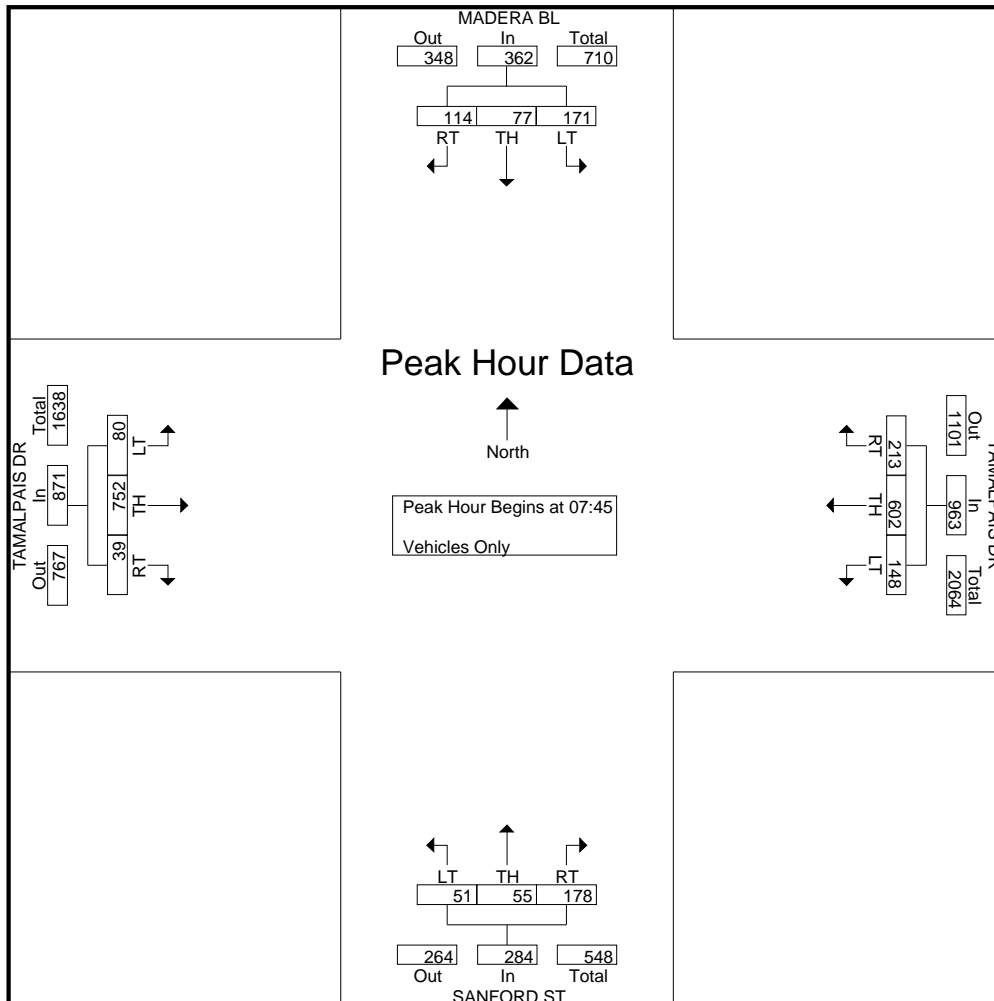 MADERA BL
Out In Total
348 362 710
114 77 171
RT TH LT
Peak Hour Data
North
Peak Hour Begins at 07:45
Vehicles Only
TAMALPAIS DR
Total In Out
1638 871 767
80 752 39
LT TH RT
TAMALPAIS DR
Out In Total
1101 963 2064
213 602 148
RT TH LT
LT TH RT
51 55 178
264 284 548
Out In Total
SANFORD ST